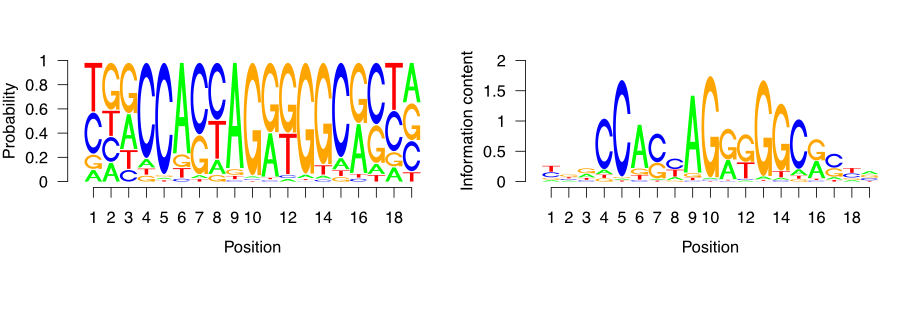 Probability
1
0.8
0.6
0.4
0.2
0
TGGCCACCAGGGGGCGCTA
1 2 3 4 5 6 7 8 9 10 12 14 16 18
Position
Information content
2
1.5
1
0.5
0
CCACCAGGGGGCGC
1 2 3 4 5 6 7 8 9 10 12 14 16 18
Position